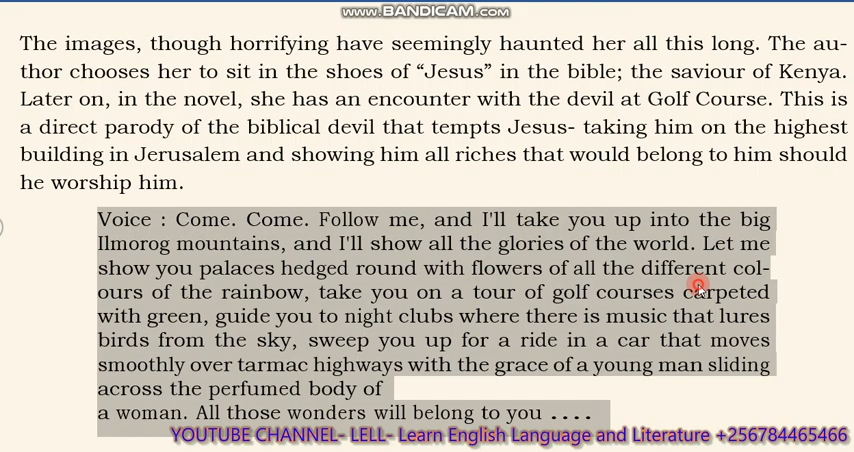 WWW.BANDICAM.COM
The images, though horrifying have seemingly haunted her all this long. The au-
thor chooses her to sit in the shoes of “Jesus” in the bible; the saviour of Kenya.
Later on, in the novel, she has an encounter with the devil at Golf Course. This is
a direct parody of the biblical devil that tempts Jesus- taking him on the highest
building in Jerusalem and showing him all riches that would belong to him should
he worship him.
Voice : Come. Come. Follow me, and I'll take you up into the big
Ilmorog mountains, and I'll show all the glories of the world. Let me
show you palaces hedged round with flowers of all the different col-
ours of the rainbow, take you on a tour of golf courses carpeted
with green, guide you to night clubs where there is music that lures
birds from the sky, sweep you up for a ride in a car that moves
smoothly over tarmac highways with the grace of a young man sliding
across the perfumed body of
a woman. All those wonders will belong to you ....
YOUTUBE CHANNEL- LELL- Learn English Language and Literature +256784465466